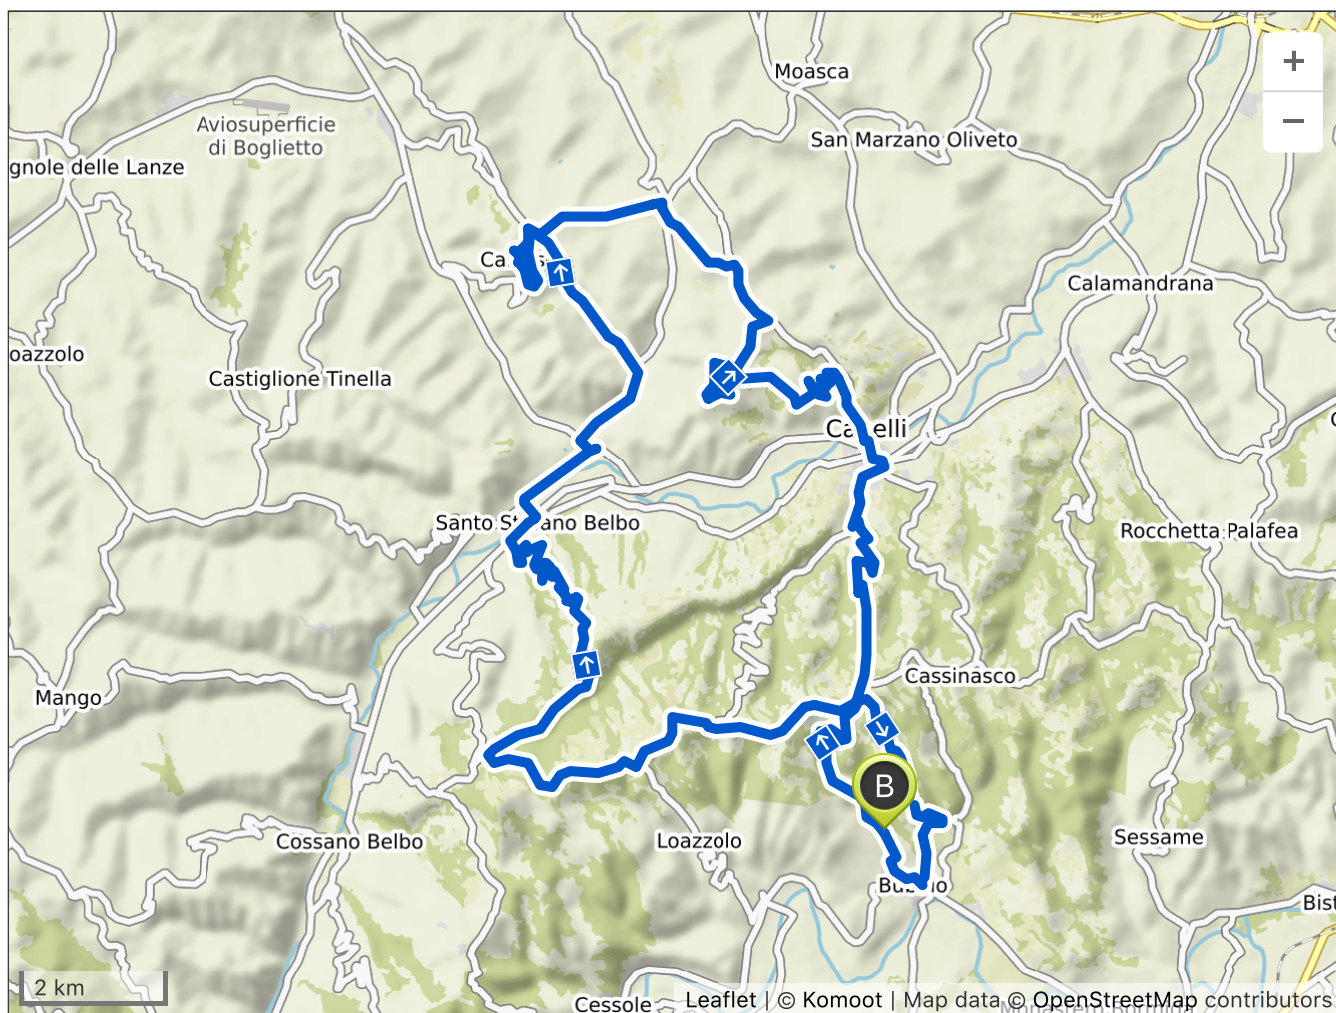 Moasca
+
−
Aviosuperficie
di Boglietto
San Marzano Oliveto
gnole delle Lanze
Calamandrana
oazzolo
Castiglione Tinella
Santo Stefano Belbo
Rocchetta Palafea
Cassinasco
Mango
B
Cossano Belbo
Loazzolo
Sessame
Bist
2 km
Cessole
Leaflet | © Komoot | Map data © OpenStreetMap contributors